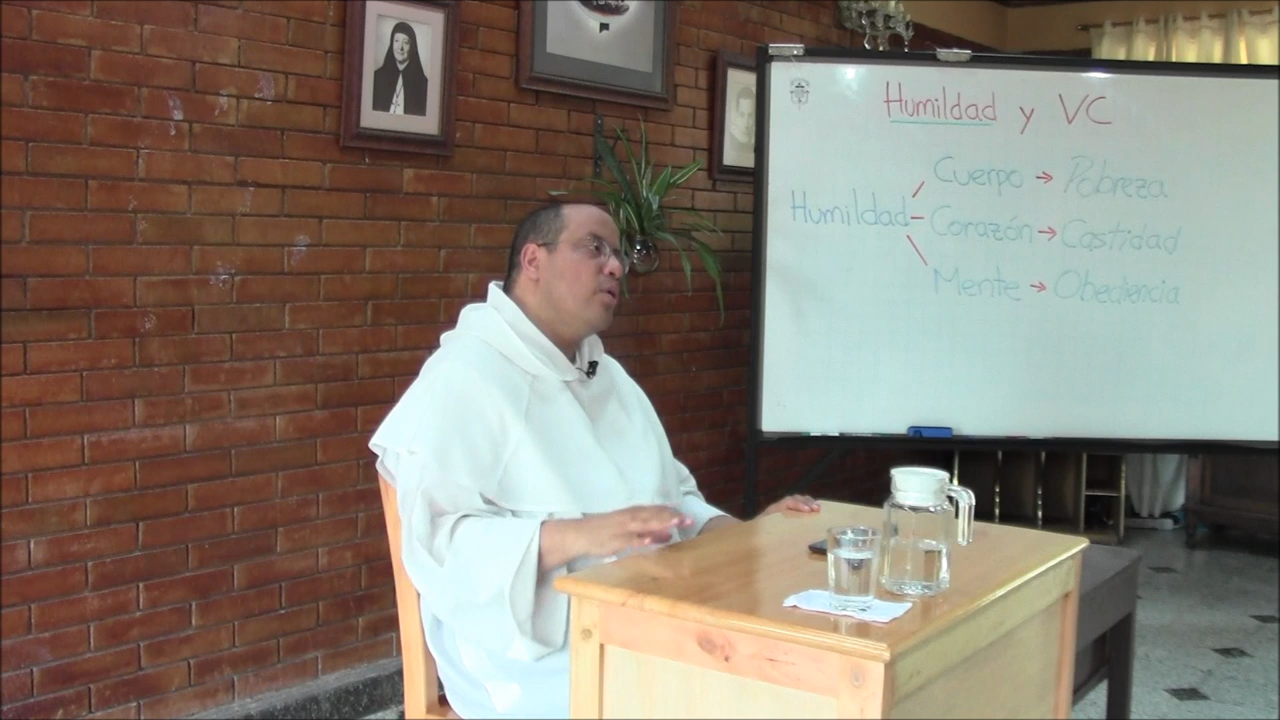 Humildad y VC
Cuerpo → Pobreza
Humildad - Corazón → Castidad
Mente → Obediencia